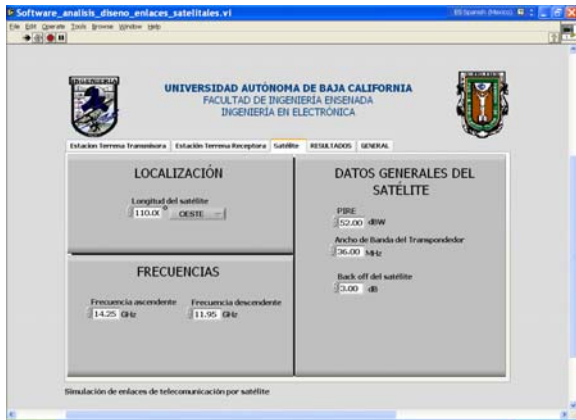 Software_analisis_diseno_enlaces_satelitales.vi
ES Spanish (Mexico)
File Edit Operate Tools Browse Window Help
INGENIERIA
UNIVERSIDAD AUTÓNOMA DE BAJA CALIFORNIA
FACULTAD DE INGENIERÍA ENSENADA
INGENIERÍA EN ELECTRÓNICA
Estacion Terrena Transmisora Estación Terrena Receptora Satélite RESULTADOS GENERAL
LOCALIZACIÓN
Longitud del satélite
110.0( ° OESTE
FRECUENCIAS
Frecuencia ascendente Frecuencia descendente
14.25 GHz 11.95 GHz
DATOS GENERALES DEL
SATÉLITE
PIRE
52.00 dBW
Ancho de Banda del Transpondedor
36.00 MHz
Back off del satélite
3.00 dB
Simulación de enlaces de telecomunicación por satélite